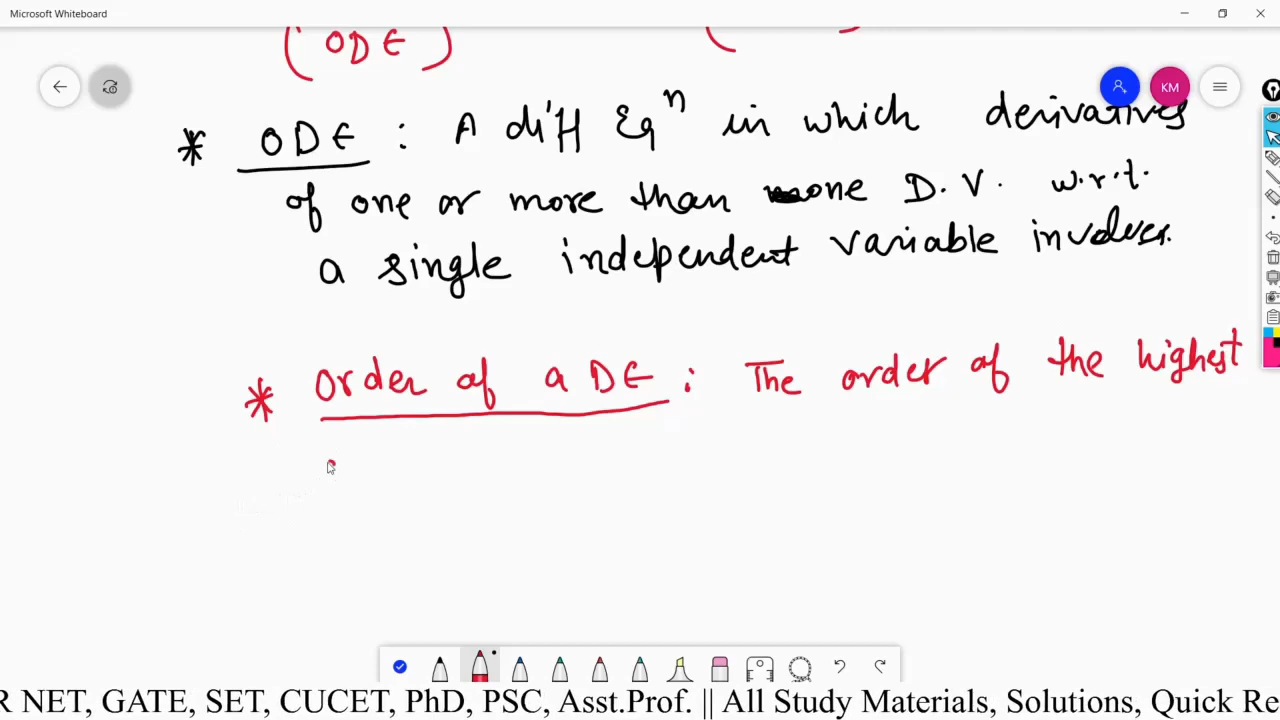 Microsoft Whiteboard
(ODE) (
KM
* ODE : A diff Eqⁿ in which derivatives
of one or more than one D.V. w.r.t.
a single independent variable involves.
* Order of a DE : The order of the highest
R NET, GATE, SET, CUCET, PhD, PSC, Asst.Prof. || All Study Materials, Solutions, Quick Re